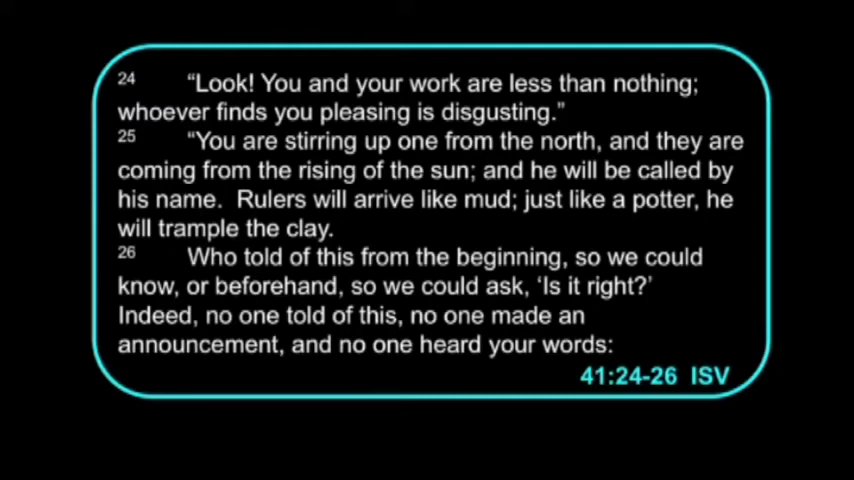 24 “Look! You and your work are less than nothing;
whoever finds you pleasing is disgusting.”
25 “You are stirring up one from the north, and they are
coming from the rising of the sun; and he will be called by
his name. Rulers will arrive like mud; just like a potter, he
will trample the clay.
26 Who told of this from the beginning, so we could
know, or beforehand, so we could ask, ‘Is it right?’
Indeed, no one told of this, no one made an
announcement, and no one heard your words:
41:24-26 ISV